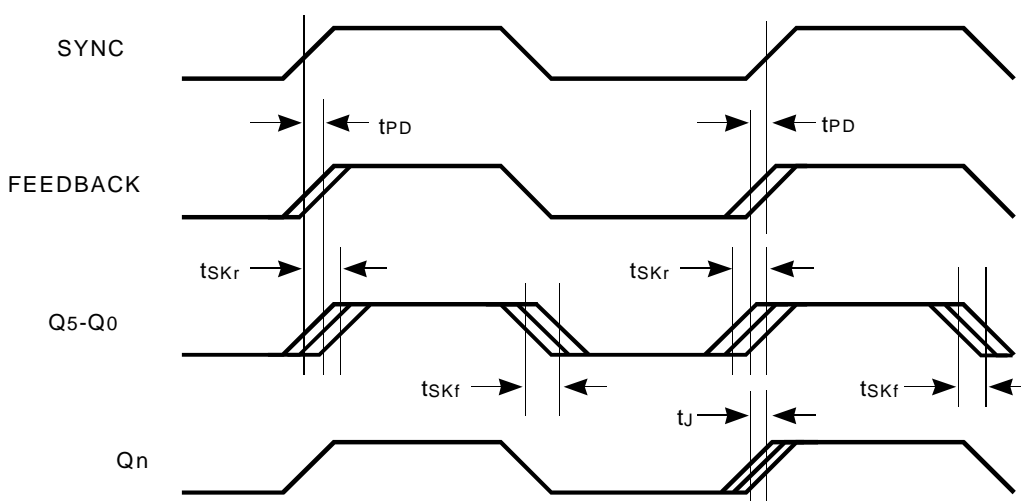 SYNC
tPD tPD
FEEDBACK
tSKr tSKr
Q5-Q0
tSKf tSKf
tJ
Qn